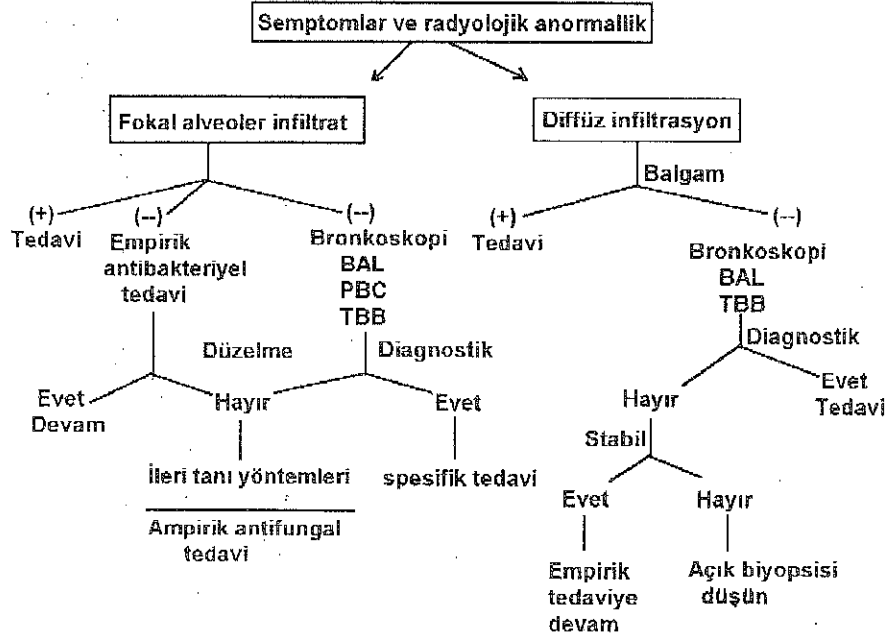 Semptomlar ve radyolojik anormallik
Fokal alveoler infiltrat
Diffüz infiltrasyon
Balgam
(+)
Tedavi
(--)
Empirik
antibakteriyel
tedavi
(--)
Bronkoskopi
BAL
PBC
TBB
(+)
Tedavi
(--)
Bronkoskopi
BAL
TBB
Düzelme
Diagnostik
Diagnostik
Evet
Devam
Hayır
Evet
Hayır
Evet
Tedavi
Stabil
İleri tanı yöntemleri
spesifik tedavi
Evet
Hayır
Ampirik antifungal
tedavi
Empirik
tedaviye
devam
Açık biyopsisi
düşün